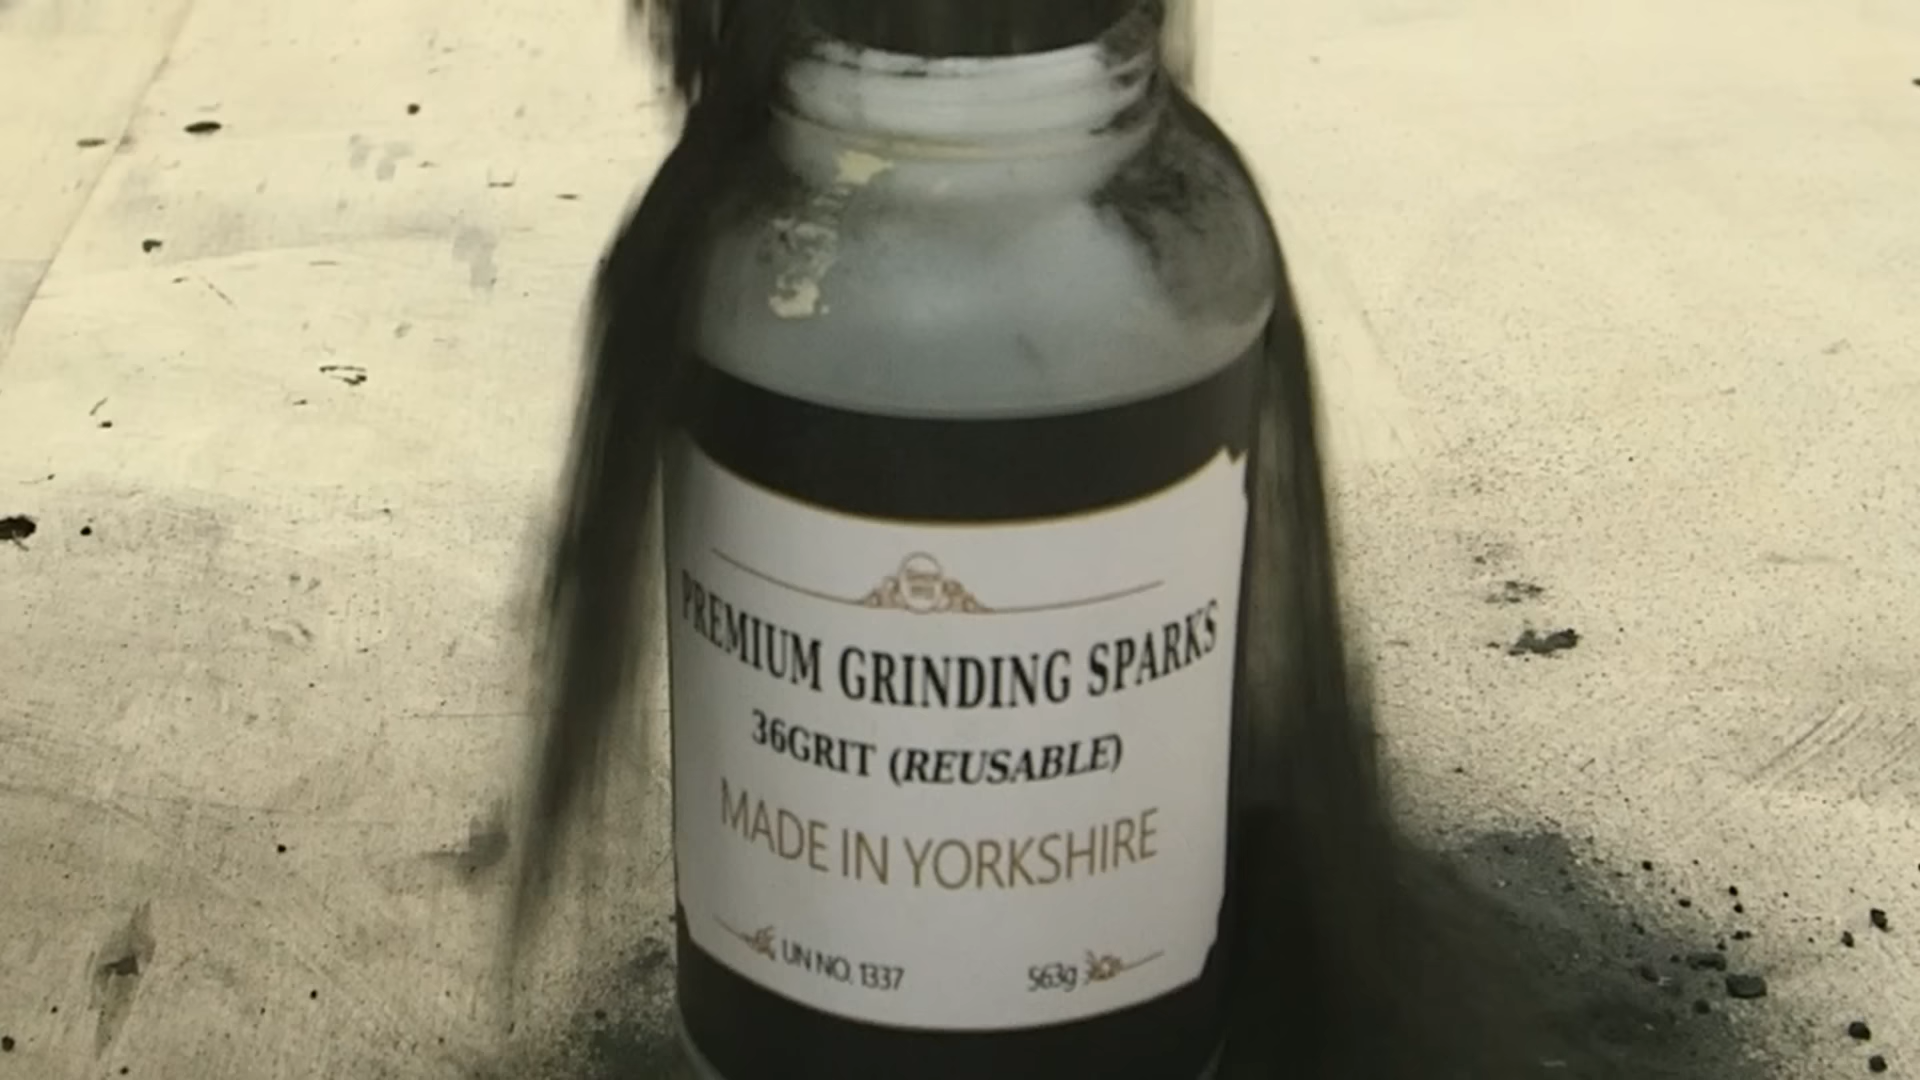 PREMIUM GRINDING SPARKS
36GRIT (REUSABLE)
MADE IN YORKSHIRE
UN NO. 1337
563g